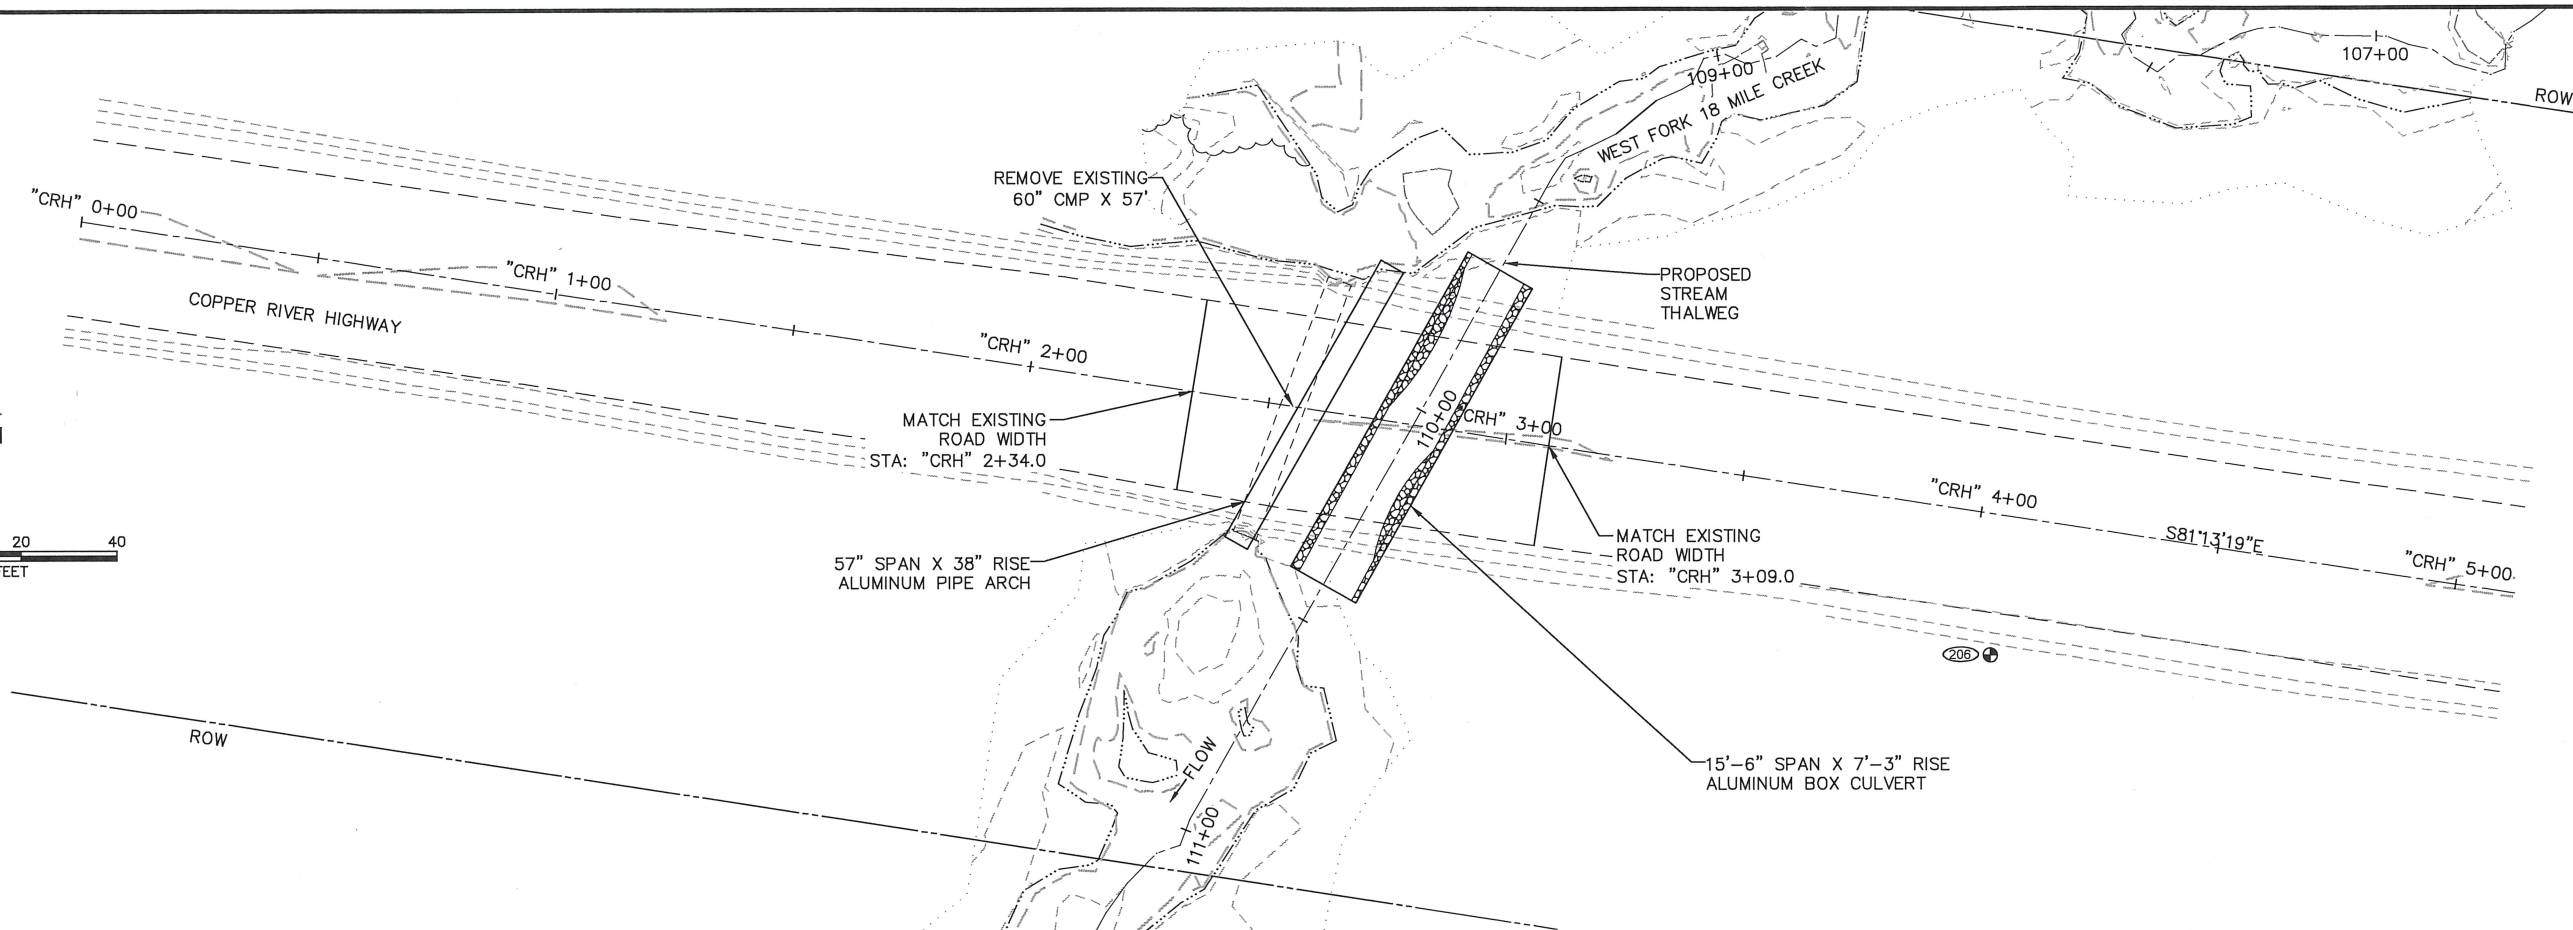 107+00
ROW
109+00
WEST FORK 18 MILE CREEK
REMOVE EXISTING
60" CMP X 57'
"CRH" 0+00
"CRH" 1+00
COPPER RIVER HIGHWAY
PROPOSED
STREAM
THALWEG
"CRH" 2+00
MATCH EXISTING
ROAD WIDTH
STA: "CRH" 2+34.0
110+00
CRH" 3+00
"CRH" 4+00
S81°13'19"E
"CRH" 5+00
20 40
FEET
57" SPAN X 38" RISE
ALUMINUM PIPE ARCH
MATCH EXISTING
ROAD WIDTH
STA: "CRH" 3+09.0
206
ROW
FLOW
15'-6" SPAN X 7'-3" RISE
ALUMINUM BOX CULVERT
111+00